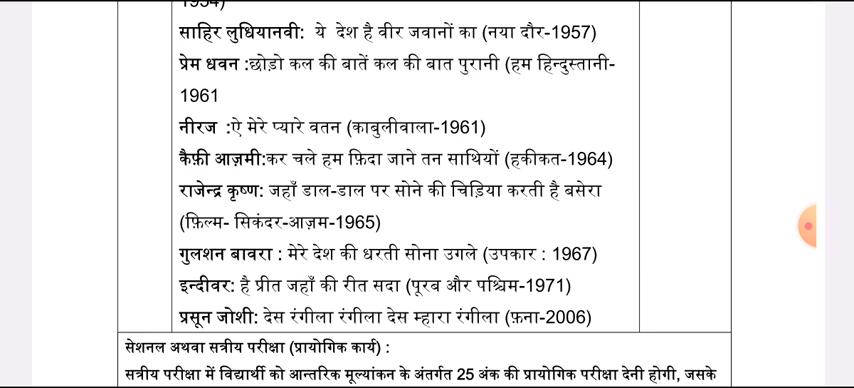 1954)
साहिर लुधियानवी: ये देश है वीर जवानों का (नया दौर-1957)
प्रेम धवन :छोड़ो कल की बातें कल की बात पुरानी (हम हिन्दुस्तानी-
1961
नीरज :ऐ मेरे प्यारे वतन (काबुलीवाला-1961)
कैफ़ी आज़मी:कर चले हम फ़िदा जाने तन साथियों (हकीकत-1964)
राजेन्द्र कृष्ण: जहाँ डाल-डाल पर सोने की चिड़िया करती है बसेरा
(फ़िल्म- सिकंदर-आज़म-1965)
गुलशन बावरा : मेरे देश की धरती सोना उगले (उपकार : 1967)
इन्दीवर: है प्रीत जहाँ की रीत सदा (पूरब और पश्चिम-1971)
प्रसून जोशी: देस रंगीला रंगीला देस म्हारा रंगीला (फ़ना-2006)
सेशनल अथवा सत्रीय परीक्षा (प्रायोगिक कार्य) :
सत्रीय परीक्षा में विद्यार्थी को आन्तरिक मूल्यांकन के अंतर्गत 25 अंक की प्रायोगिक परीक्षा देनी होगी, जसके